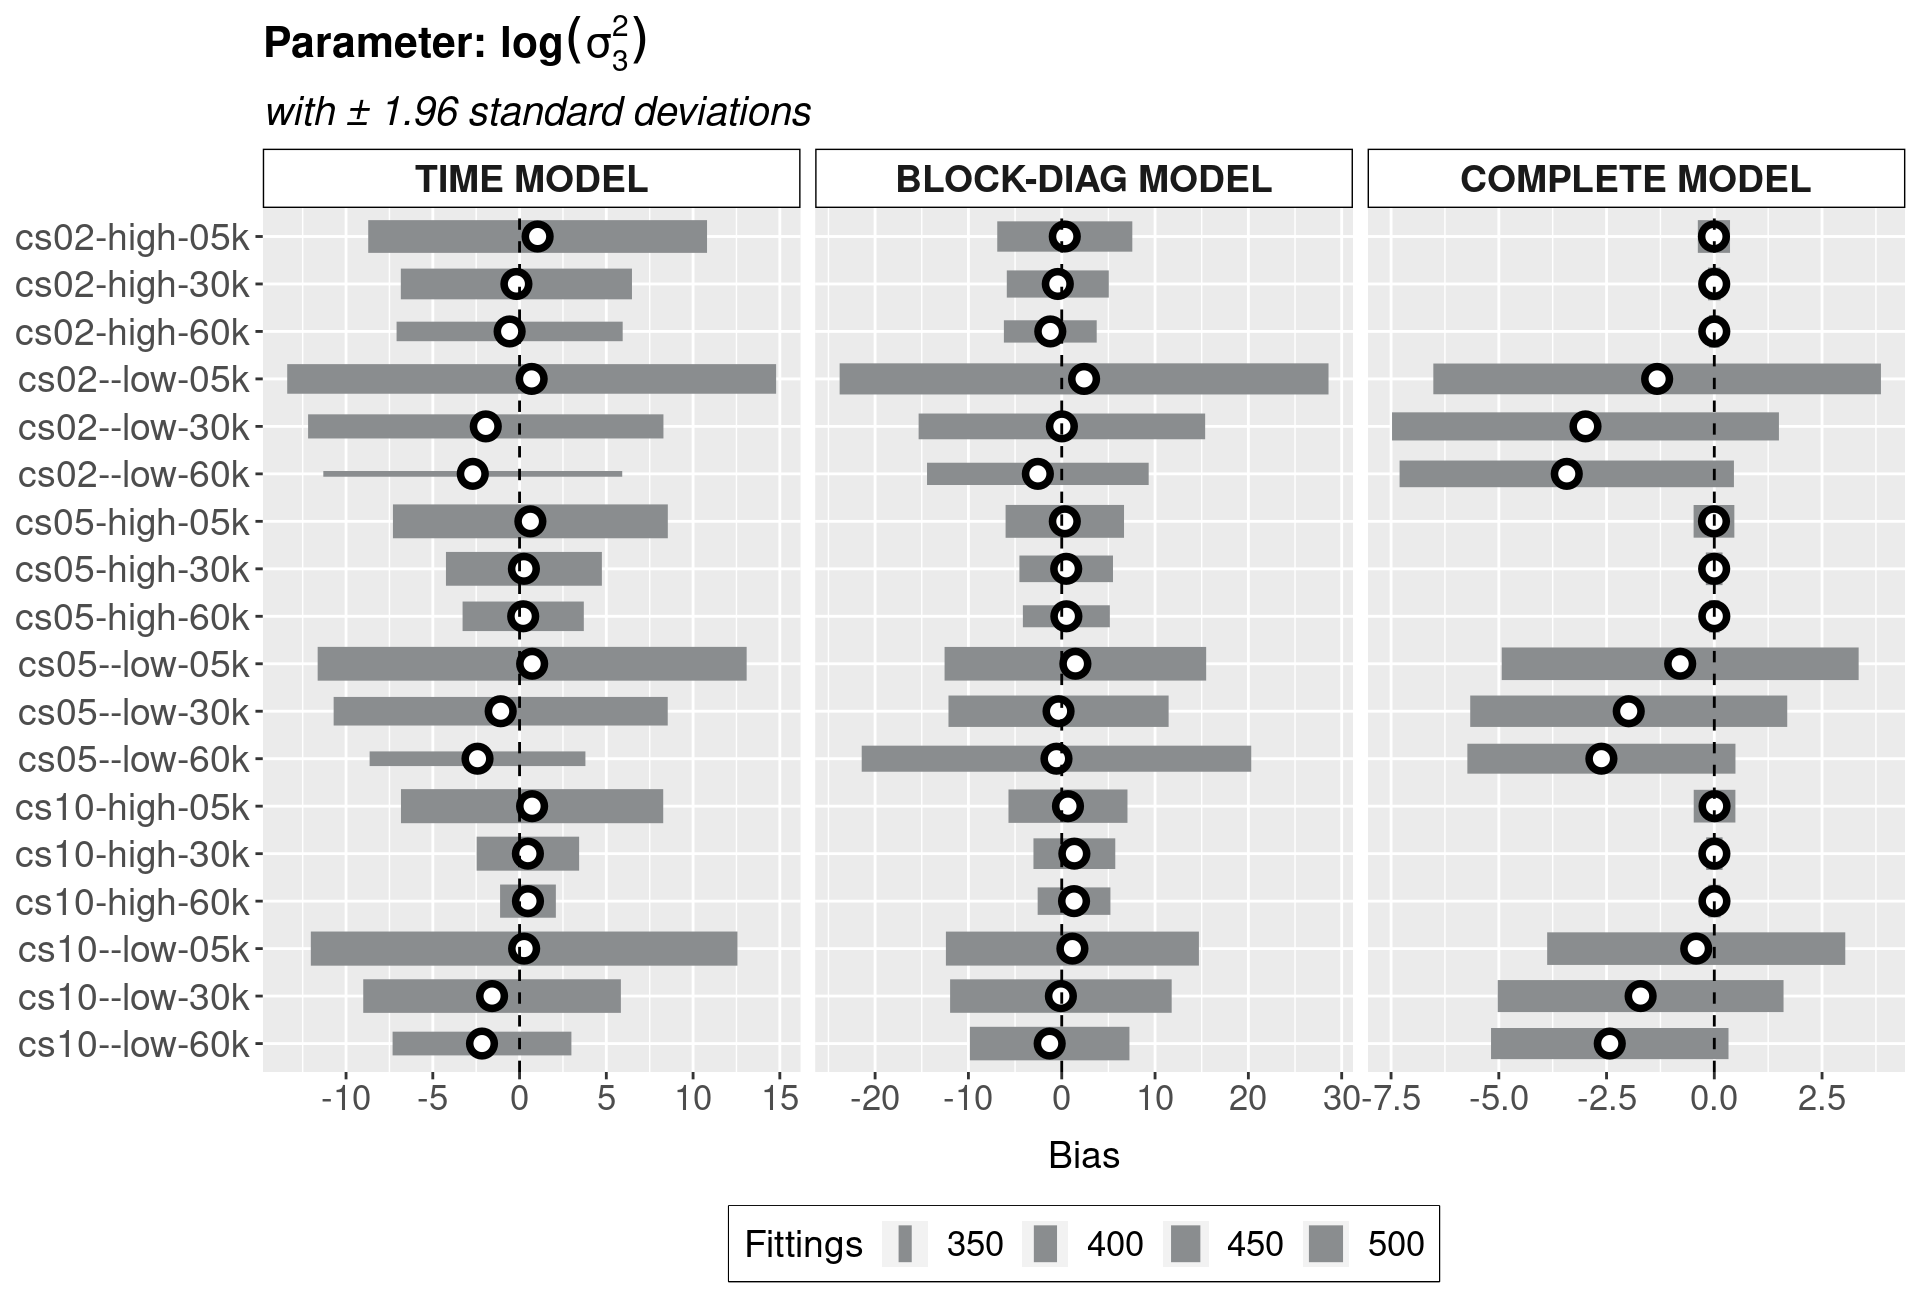 Parameter: log(σ₃²)
with ± 1.96 standard deviations
TIME MODEL BLOCK-DIAG MODEL COMPLETE MODEL
cs02-high-05k
cs02-high-30k
cs02-high-60k
cs02--low-05k
cs02--low-30k
cs02--low-60k
cs05-high-05k
cs05-high-30k
cs05-high-60k
cs05--low-05k
cs05--low-30k
cs05--low-60k
cs10-high-05k
cs10-high-30k
cs10-high-60k
cs10--low-05k
cs10--low-30k
cs10--low-60k
-10 -5 0 5 10 15 -20 -10 0 10 20 30 -7.5 -5.0 -2.5 0.0 2.5
Bias
Fittings 350 400 450 500